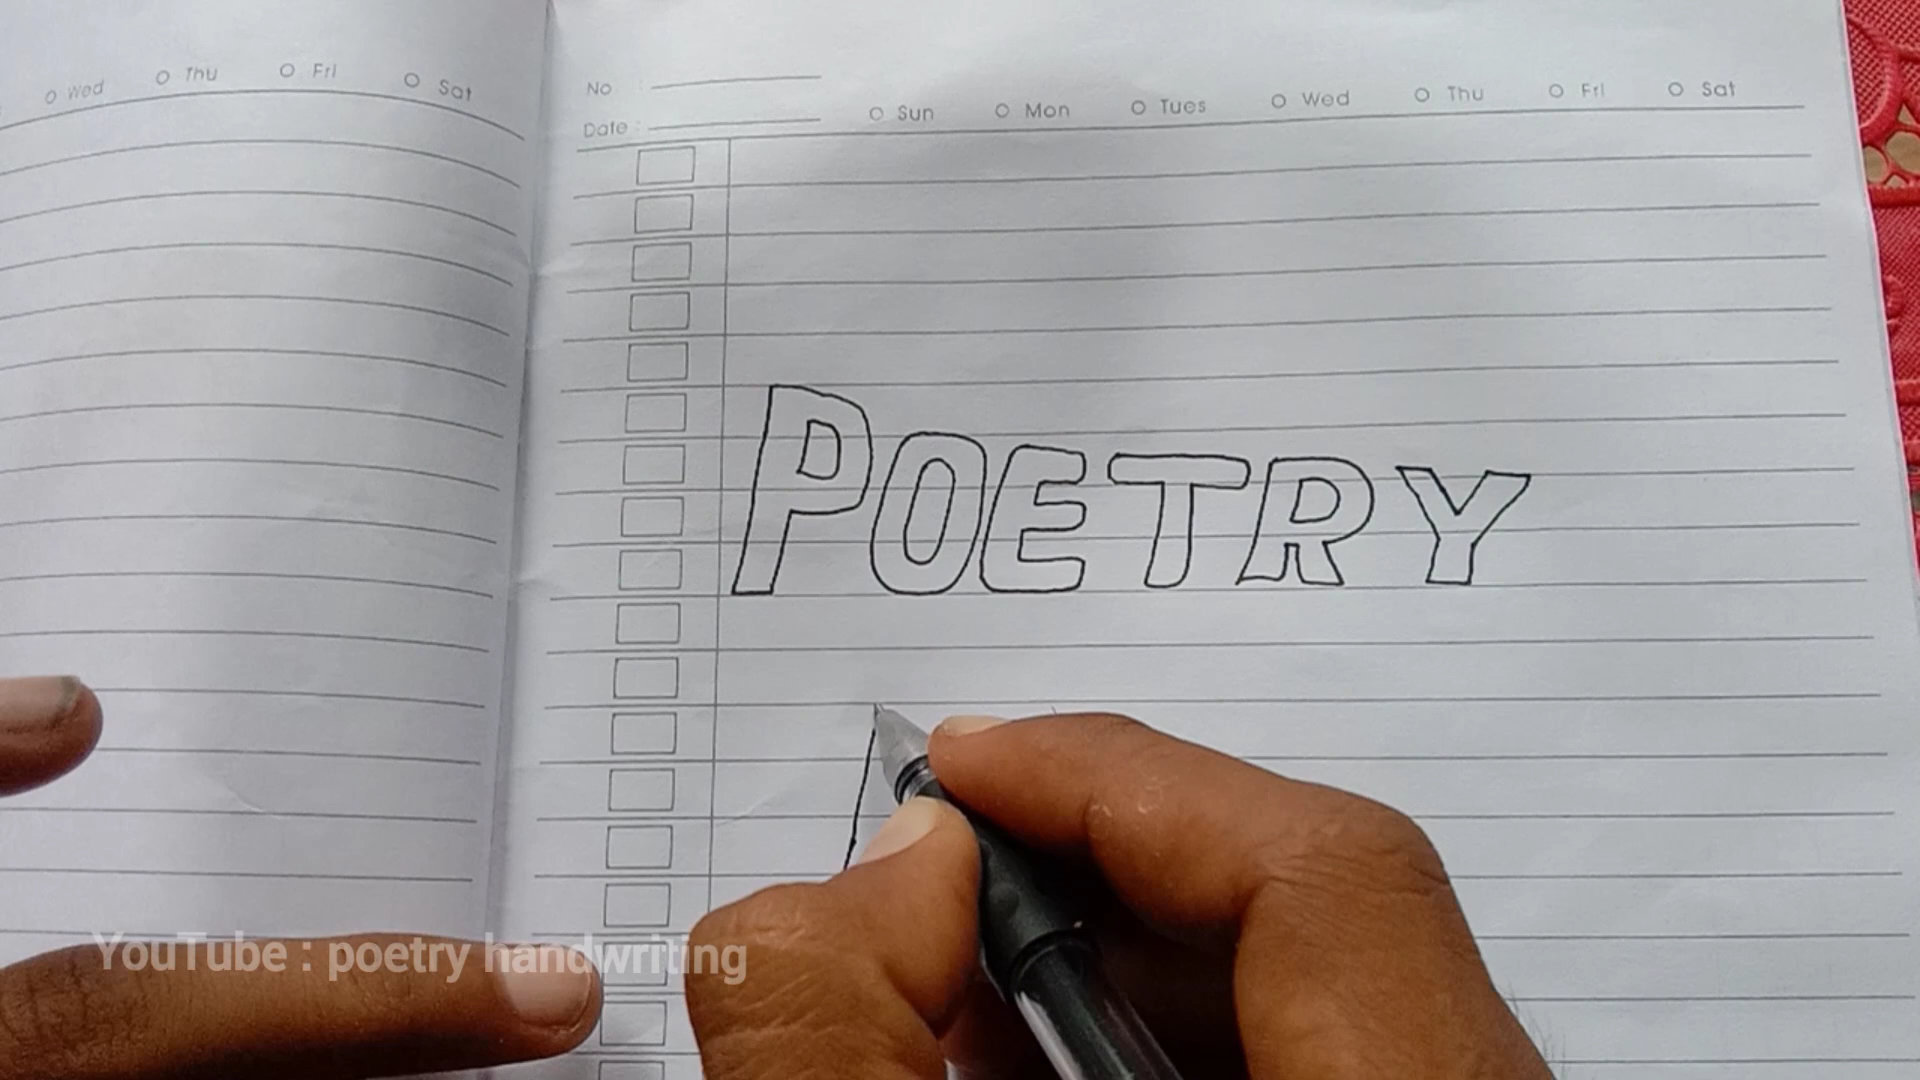 Wed Thu Fri Sat
No
Date :
Sun Mon Tues Wed Thu Fri Sat
POETRY
YouTube : poetry handwriting